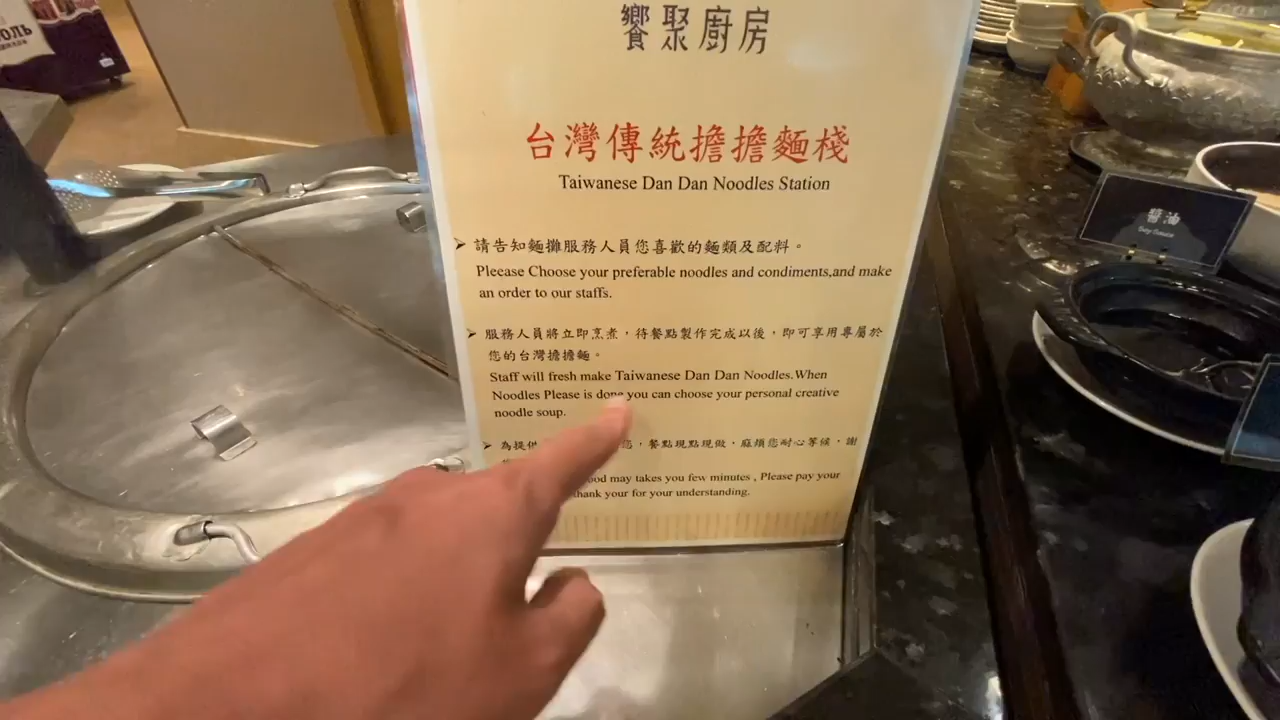 饗聚廚房
台灣傳統擔擔麵棧
Taiwanese Dan Dan Noodles Station
請告知麵攤服務人員您喜歡的麵類及配料。
Pleease Choose your preferable noodles and condiments,and make
an order to our staffs.
服務人員將立即烹煮，待餐點製作完成以後，即可享用專屬於
您的台灣擔擔麵。
Staff will fresh make Taiwanese Dan Dan Noodles.When
Noodles Please is done you can choose your personal creative
noodle soup.
為提供 您，餐點現點現做，麻煩您耐心等候，謝
ood may takes you few minutes , Please pay your
thank your for your understanding.
醬油
ОЛЬ